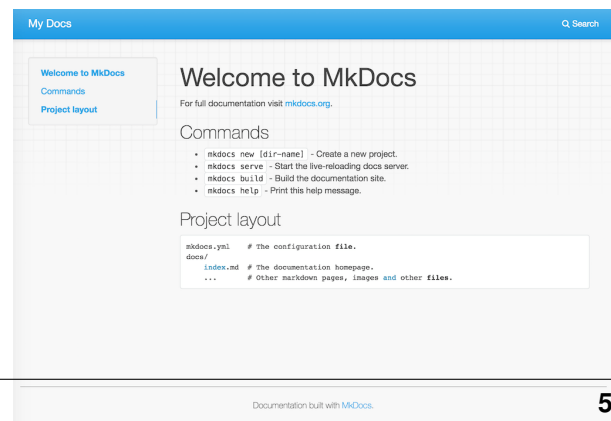 My Docs
Search
Welcome to MkDocs
Commands
Project layout
Welcome to MkDocs
For full documentation visit mkdocs.org.
Commands
• mkdocs new [dir-name] - Create a new project.
• mkdocs serve - Start the live-reloading docs server.
• mkdocs build - Build the documentation site.
• mkdocs help - Print this help message.
Project layout
mkdocs.yml # The configuration file.
docs/
index.md # The documentation homepage.
... # Other markdown pages, images and other files.
Documentation built with MkDocs.
5